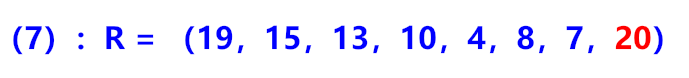 (7) : R = (19, 15, 13, 10, 4, 8, 7, 20)